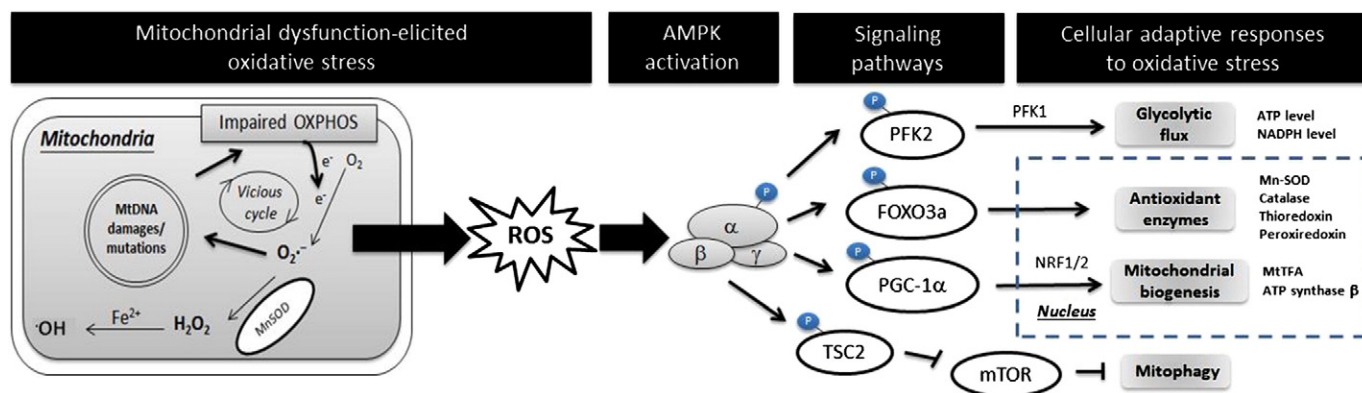 Mitochondrial dysfunction-elicited
oxidative stress
AMPK
activation
Signaling
pathways
Cellular adaptive responses
to oxidative stress
Mitochondria
Impaired OXPHOS
e⁻
O₂
e⁻
Vicious
cycle
MtDNA
damages/
mutations
O₂·⁻
MnSOD
H₂O₂
Fe²⁺
·OH
ROS
P
α
β
γ
P
PFK2
PFK1
Glycolytic
flux
ATP level
NADPH level
P
FOXO3a
Antioxidant
enzymes
Mn-SOD
Catalase
Thioredoxin
Peroxiredoxin
P
PGC-1α
NRF1/2
Mitochondrial
biogenesis
MtTFA
ATP synthase β
Nucleus
P
TSC2
mTOR
Mitophagy